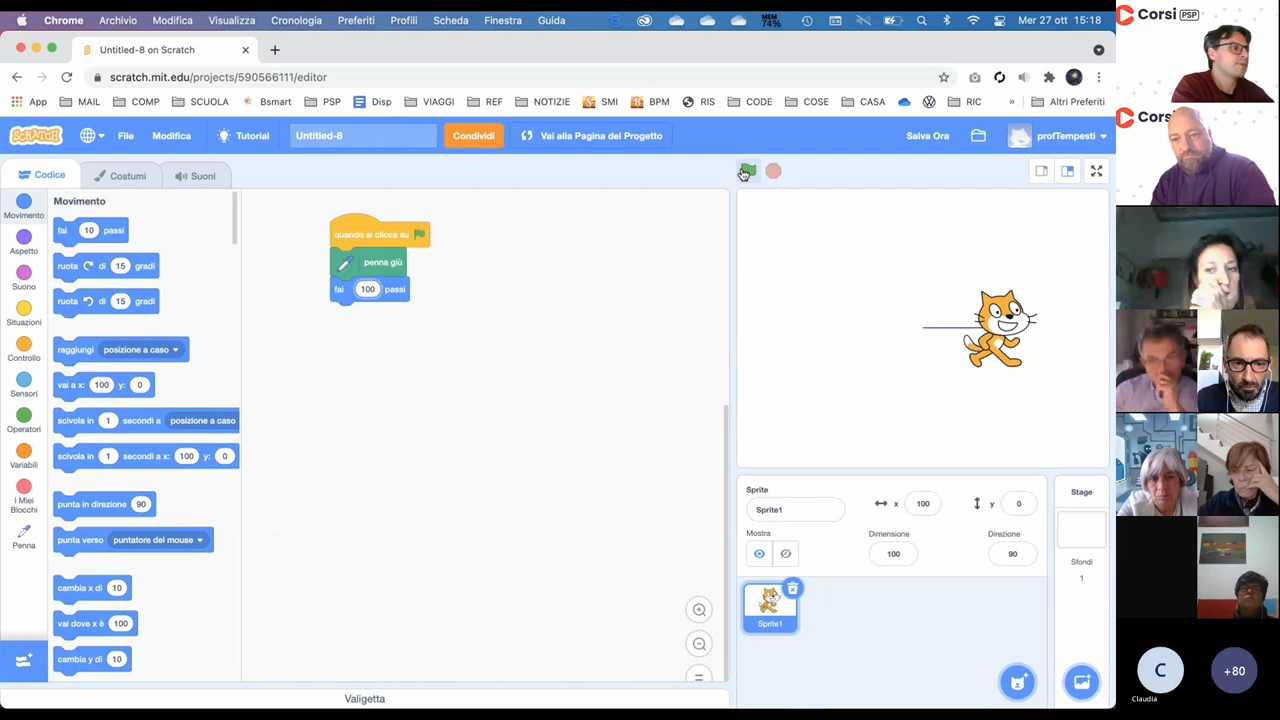 Chrome Archivio Modifica Visualizza Cronologia Preferiti Profili Scheda Finestra Guida MEM 74% Mer 27 ott 15:18
Untitled-8 on Scratch
scratch.mit.edu/projects/590566111/editor
App MAIL COMP SCUOLA Bsmart PSP Disp VIAGGI REF NOTIZIE SMI BPM RIS CODE COSE CASA RIC » Altri Preferiti
SCRATCH File Modifica Tutorial Untitled-8 Condividi Vai alla Pagina del Progetto Salva Ora profTempesti
Codice Costumi Suoni
Movimento
Aspetto
Suono
Situazioni
Controllo
Sensori
Operatori
Variabili
I Miei
Blocchi
Penna
Movimento
fai 10 passi
ruota di 15 gradi
ruota di 15 gradi
raggiungi posizione a caso
vai a x: 100 y: 0
scivola in 1 secondi a posizione a caso
scivola in 1 secondi a x: 100 y: 0
punta in direzione 90
punta verso puntatore del mouse
cambia x di 10
vai dove x è 100
cambia y di 10
quando si clicca su
penna giù
fai 100 passi
Sprite
Sprite1 x 100 y 0
Mostra Dimensione Direzione
100 90
Sprite1
Stage
Sfondi
1
Valigetta
Corsi PSP
Corsi
C +80
Claudia